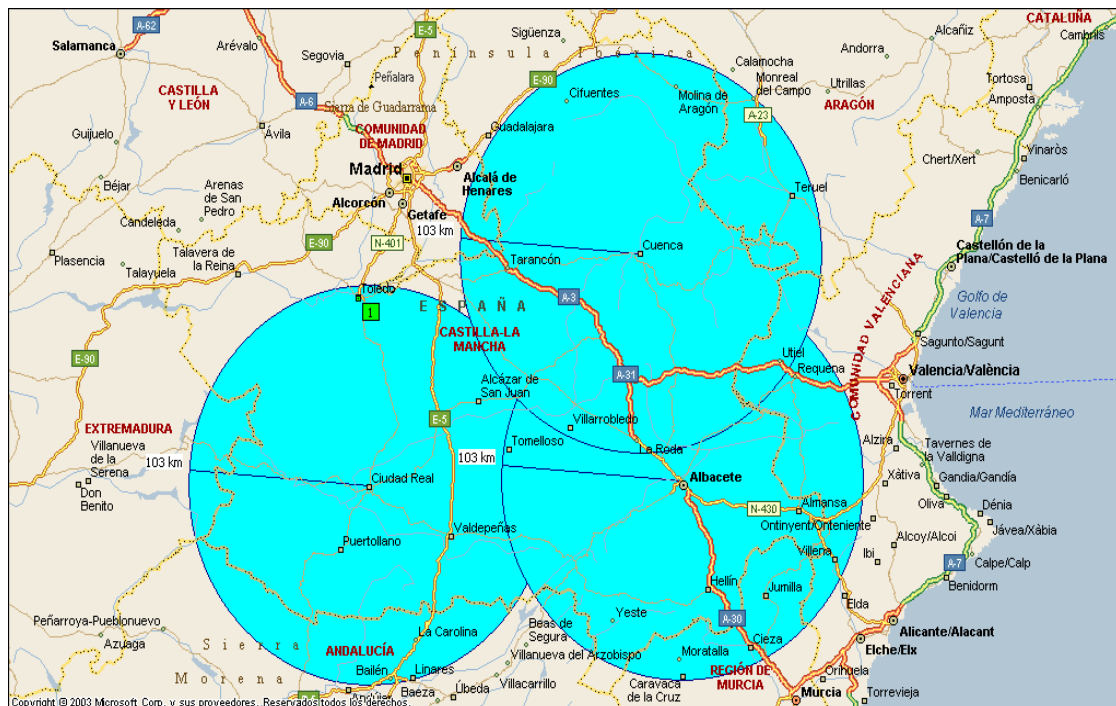 CATALUÑA
A-62
E-5
Sigüenza
Andorra
Alcañiz
Cambrils
Salamanca
Arévalo
Segovia
Península Ibérica
Calamocha
Peñalara
E-90
Monreal
del Campo
Utrillas
Tortosa
CASTILLA
Y LEÓN
A-6
Sierra de Guadarrama
Cifuentes
Molina de
Aragón
ARAGÓN
Amposta
A-23
Guijuelo
Ávila
COMUNIDAD
DE MADRID
Guadalajara
Vinaròs
Chert/Xert
Madrid
Alcalá de
Henares
Benicarló
Béjar
Arenas
de San
Pedro
Alcorcón
Teruel
Candeleda
Getafe
A-7
103 km
E-90
N-401
Plasencia
Talavera de
la Reina
Cuenca
Castellón de la
Plana/Castelló de la Plana
Talayuela
Tarancón
Toledo
ESPAÑA
A-3
Golfo de
Valencia
1
CASTILLA-LA
MANCHA
COMUNIDAD VALENCIANA
Sagunto/Sagunt
E-90
Utiel
Requena
Valencia/València
A-31
Alcázar de
San Juan
Torrent
Mar Mediterráneo
E-5
Villarrobledo
EXTREMADURA
Villanueva
de la
Serena
Tomelloso
La Roda
Alzira
Tavernes de
la Valldigna
103 km
103 km
Ciudad Real
Albacete
Xàtiva
Gandia/Gandía
Don
Benito
N-430
Almansa
Oliva
Dénia
Valdepeñas
Ontinyent/Onteniente
Jávea/Xàbia
Puertollano
Villena
Alcoy/Alcoi
Ibi
A-7
Calpe/Calp
Hellín
Jumilla
Benidorm
Elda
Peñarroya-Pueblonuevo
Yeste
A-30
Azuaga
La Carolina
Beas de
Segura
Alicante/Alacant
Cieza
Elche/Elx
Sierra
Morena
ANDALUCÍA
Villanueva del Arzobispo
Moratalla
REGIÓN DE
MURCIA
Bailén
Linares
Villacarrillo
Caravaca
de la Cruz
Orihuela
Andújar
Baeza
Úbeda
Murcia
Torrevieja
E-5
Copyright © 2003 Microsoft Corp. y sus proveedores. Reservados todos los derechos.